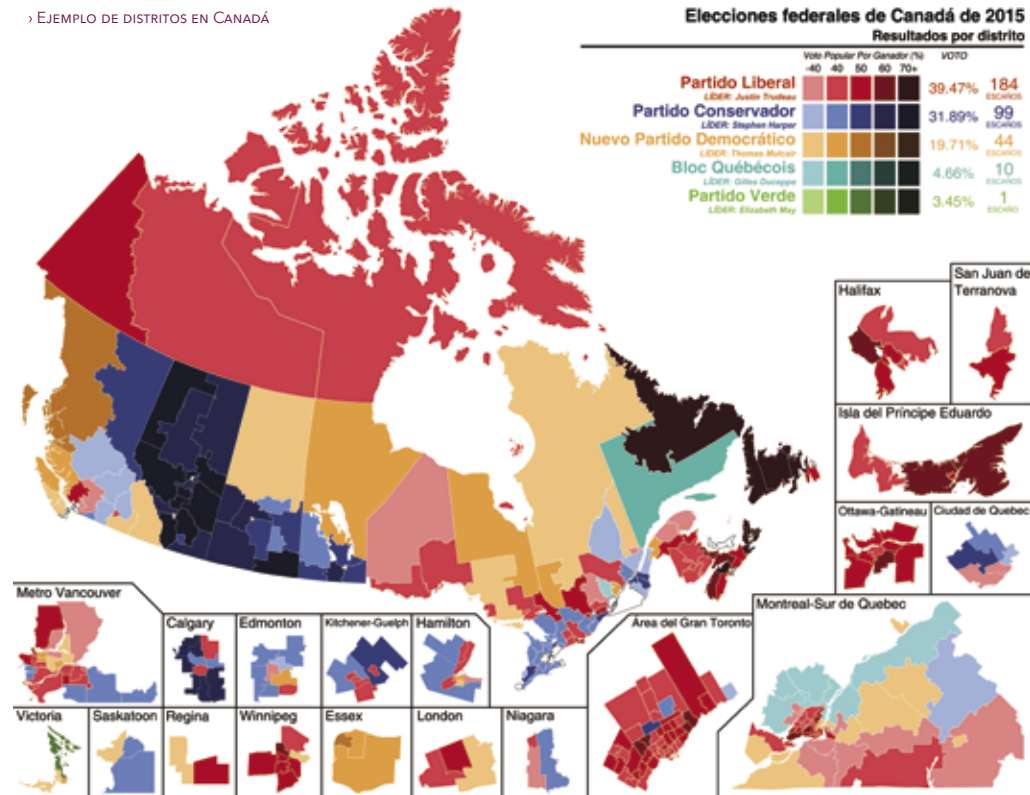 › EJEMPLO DE DISTRITOS EN CANADÁ
Elecciones federales de Canadá de 2015
Resultados por distrito
Voto Popular Por Ganador (%) VOTO
-40 40 50 60 70+
Partido Liberal 39.47% 184
LÍDER: Justin Trudeau ESCAÑOS
Partido Conservador 31.89% 99
LÍDER: Stephen Harper ESCAÑOS
Nuevo Partido Democrático 19.71% 44
LÍDER: Thomas Mulcair ESCAÑOS
Bloc Québécois 4.66% 10
LÍDER: Gilles Duceppe ESCAÑOS
Partido Verde 3.45% 1
LÍDER: Elizabeth May ESCAÑO
Halifax
San Juan de
Terranova
Isla del Príncipe Eduardo
Ottawa-Gatineau
Ciudad de Quebec
Metro Vancouver
Calgary
Edmonton
Kitchener-Guelph
Hamilton
Área del Gran Toronto
Montreal-Sur de Quebec
Victoria
Saskatoon
Regina
Winnipeg
Essex
London
Niagara